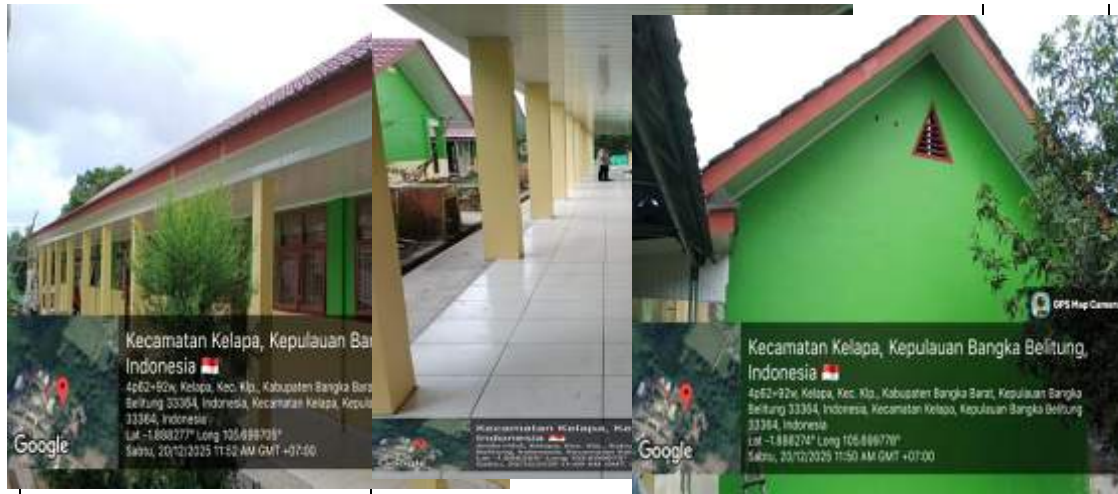 Kecamatan Kelapa, Kepulauan Ba
Indonesia
4p62+92w, Kelapa, Kec. Klp., Kabupaten Bangka Bara
Belitung 33364, Indonesia, Kecamatan Kelapa, Kepula
33364, Indonesia
Lat -1.888277° Long 105.699705°
Sabtu, 20/12/2025 11:52 AM GMT +07:00
Google
Kecamatan Kelapa, Ke
Indonesia
GPS Map Camera
Kecamatan Kelapa, Kepulauan Bangka Belitung,
Indonesia
4p62+92w, Kelapa, Kec. Klp., Kabupaten Bangka Barat, Kepulauan Bangka
Belitung 33364, Indonesia, Kecamatan Kelapa, Kepulauan Bangka Belitung
33364, Indonesia
Lat -1.888274° Long 105.699778°
Sabtu, 20/12/2025 11:50 AM GMT +07:00
Google